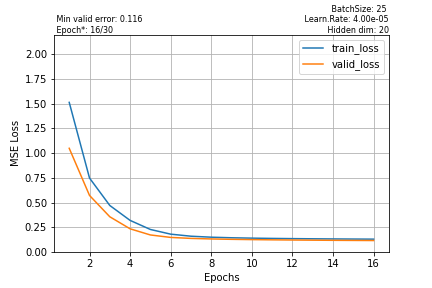 Min valid error: 0.116
Epoch*: 16/30
BatchSize: 25
Learn.Rate: 4.00e-05
Hidden dim: 20
train_loss
valid_loss
MSE Loss
2.00
1.75
1.50
1.25
1.00
0.75
0.50
0.25
0.00
2 4 6 8 10 12 14 16
Epochs